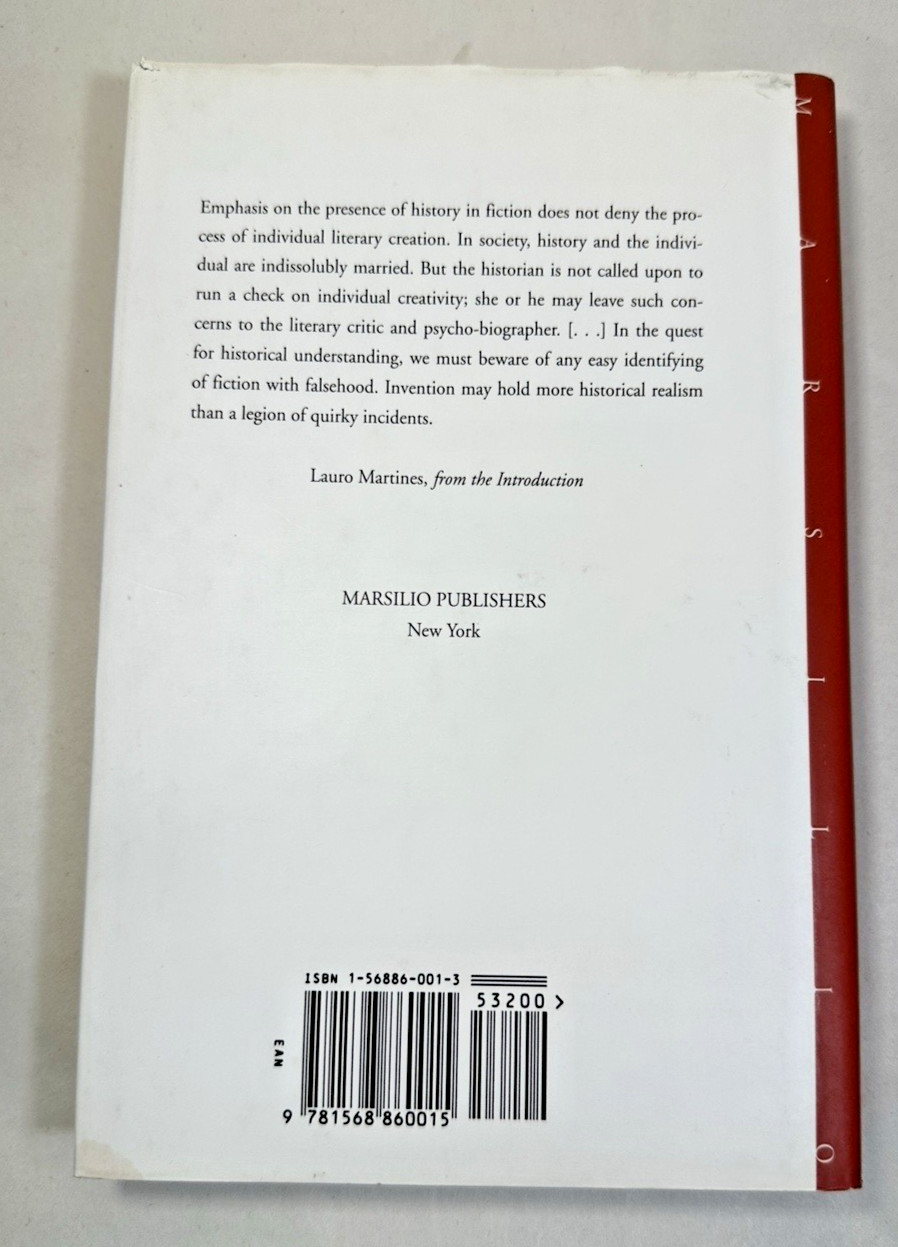 Emphasis on the presence of history in fiction does not deny the pro-
cess of individual literary creation. In society, history and the indivi-
dual are indissolubly married. But the historian is not called upon to
run a check on individual creativity; she or he may leave such con-
cerns to the literary critic and psycho-biographer. [. . .] In the quest
for historical understanding, we must beware of any easy identifying
of fiction with falsehood. Invention may hold more historical realism
than a legion of quirky incidents.
Lauro Martines, from the Introduction
MARSILIO PUBLISHERS
New York
ISBN 1-56886-001-3
53200 >
EAN
9 781568 860015
MARSILIO